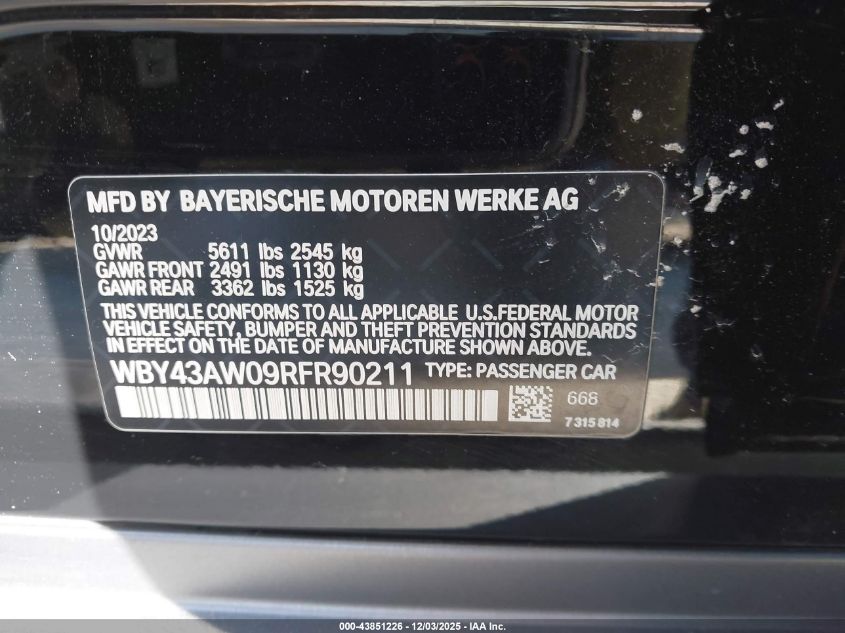 MFD BY BAYERISCHE MOTOREN WERKE AG
10/2023
GVWR 5611 lbs 2545 kg
GAWR FRONT 2491 lbs 1130 kg
GAWR REAR 3362 lbs 1525 kg
THIS VEHICLE CONFORMS TO ALL APPLICABLE U.S.FEDERAL MOTOR
VEHICLE SAFETY, BUMPER AND THEFT PREVENTION STANDARDS
IN EFFECT ON THE DATE OF MANUFACTURE SHOWN ABOVE.
WBY43AW09RFR90211 TYPE: PASSENGER CAR
668
7315814
000-43851226 - 12/03/2025 - IAA Inc.